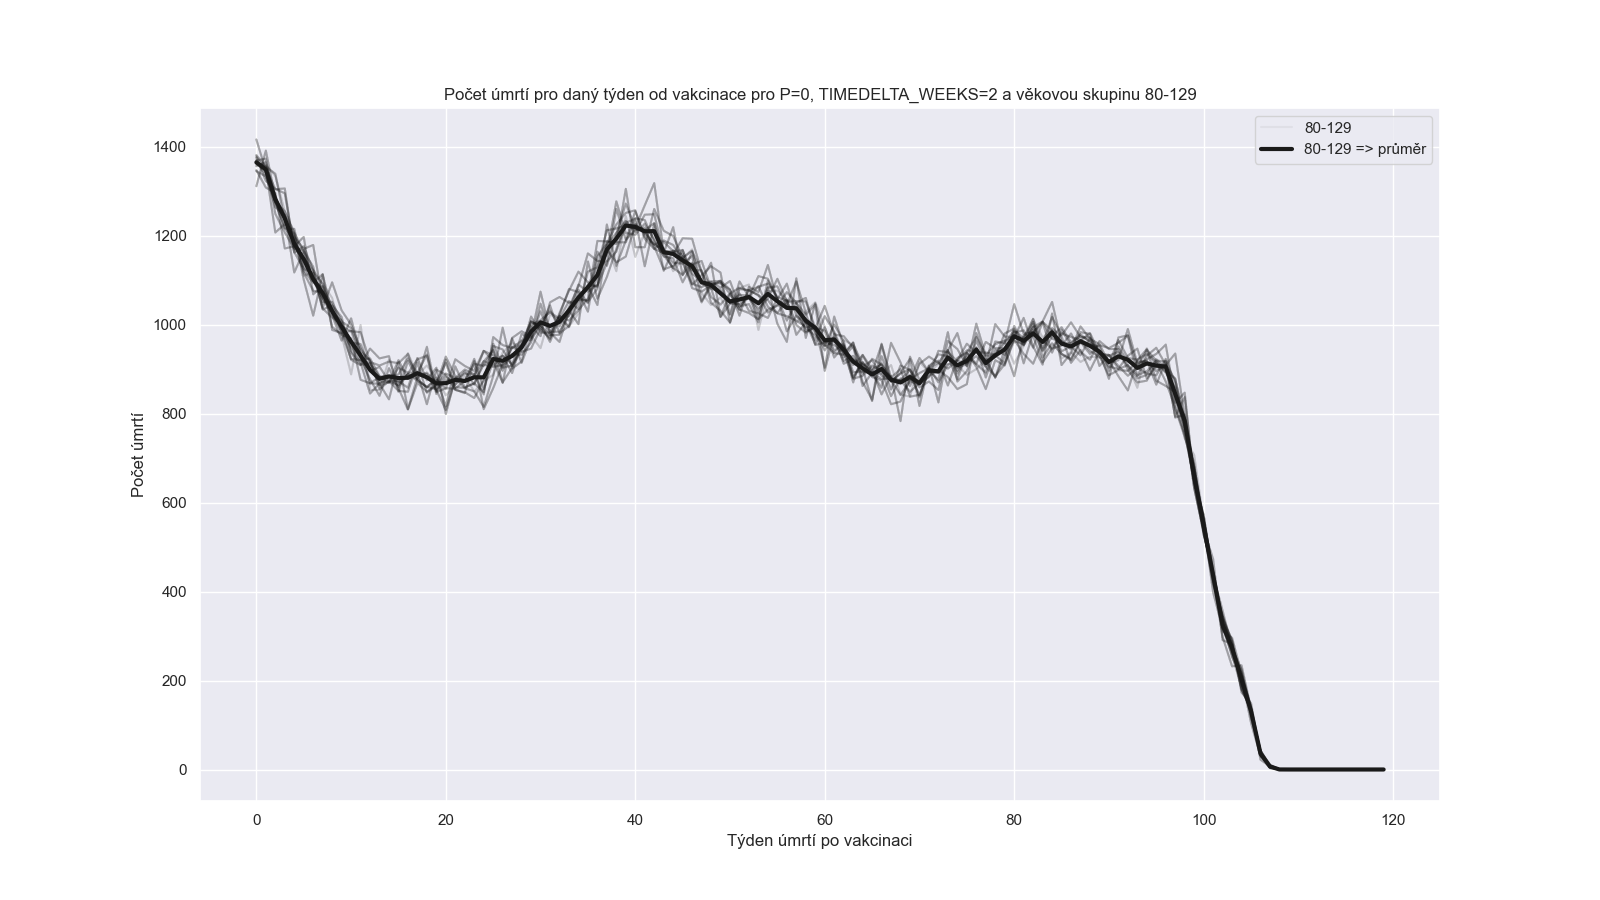 Počet úmrtí pro daný týden od vakcinace pro P=0, TIMEDELTA_WEEKS=2 a věkovou skupinu 80-129
80-129
80-129 => průměr
1400
1200
1000
800
600
400
200
0
Počet úmrtí
0 20 40 60 80 100 120
Týden úmrtí po vakcinaci